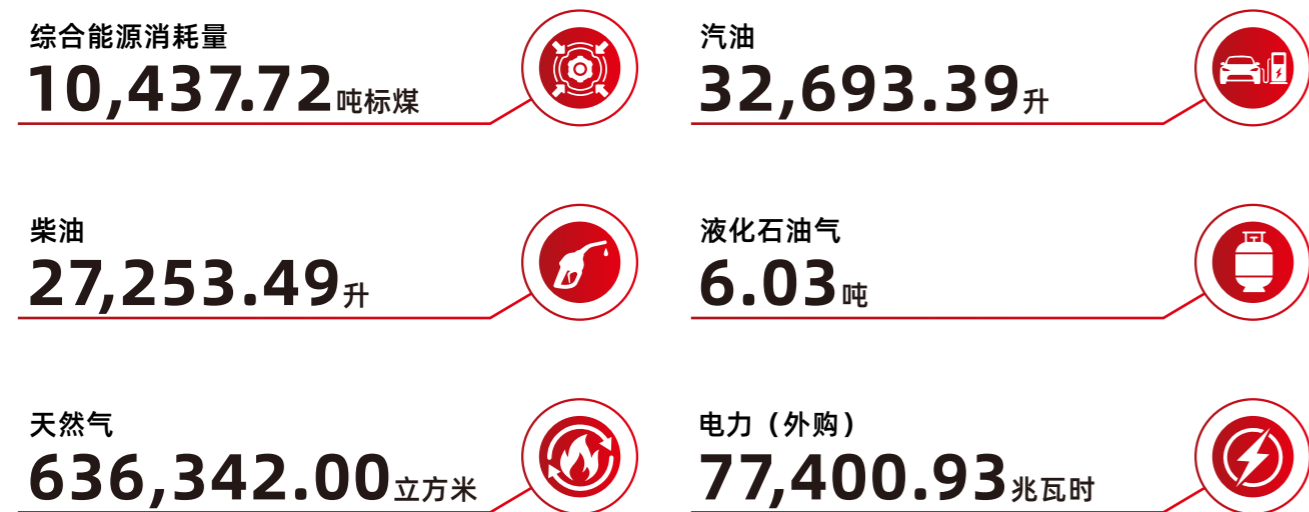 综合能源消耗量
10,437.72吨标煤
汽油
32,693.39升
柴油
27,253.49升
液化石油气
6.03吨
天然气
636,342.00立方米
电力（外购）
77,400.93兆瓦时